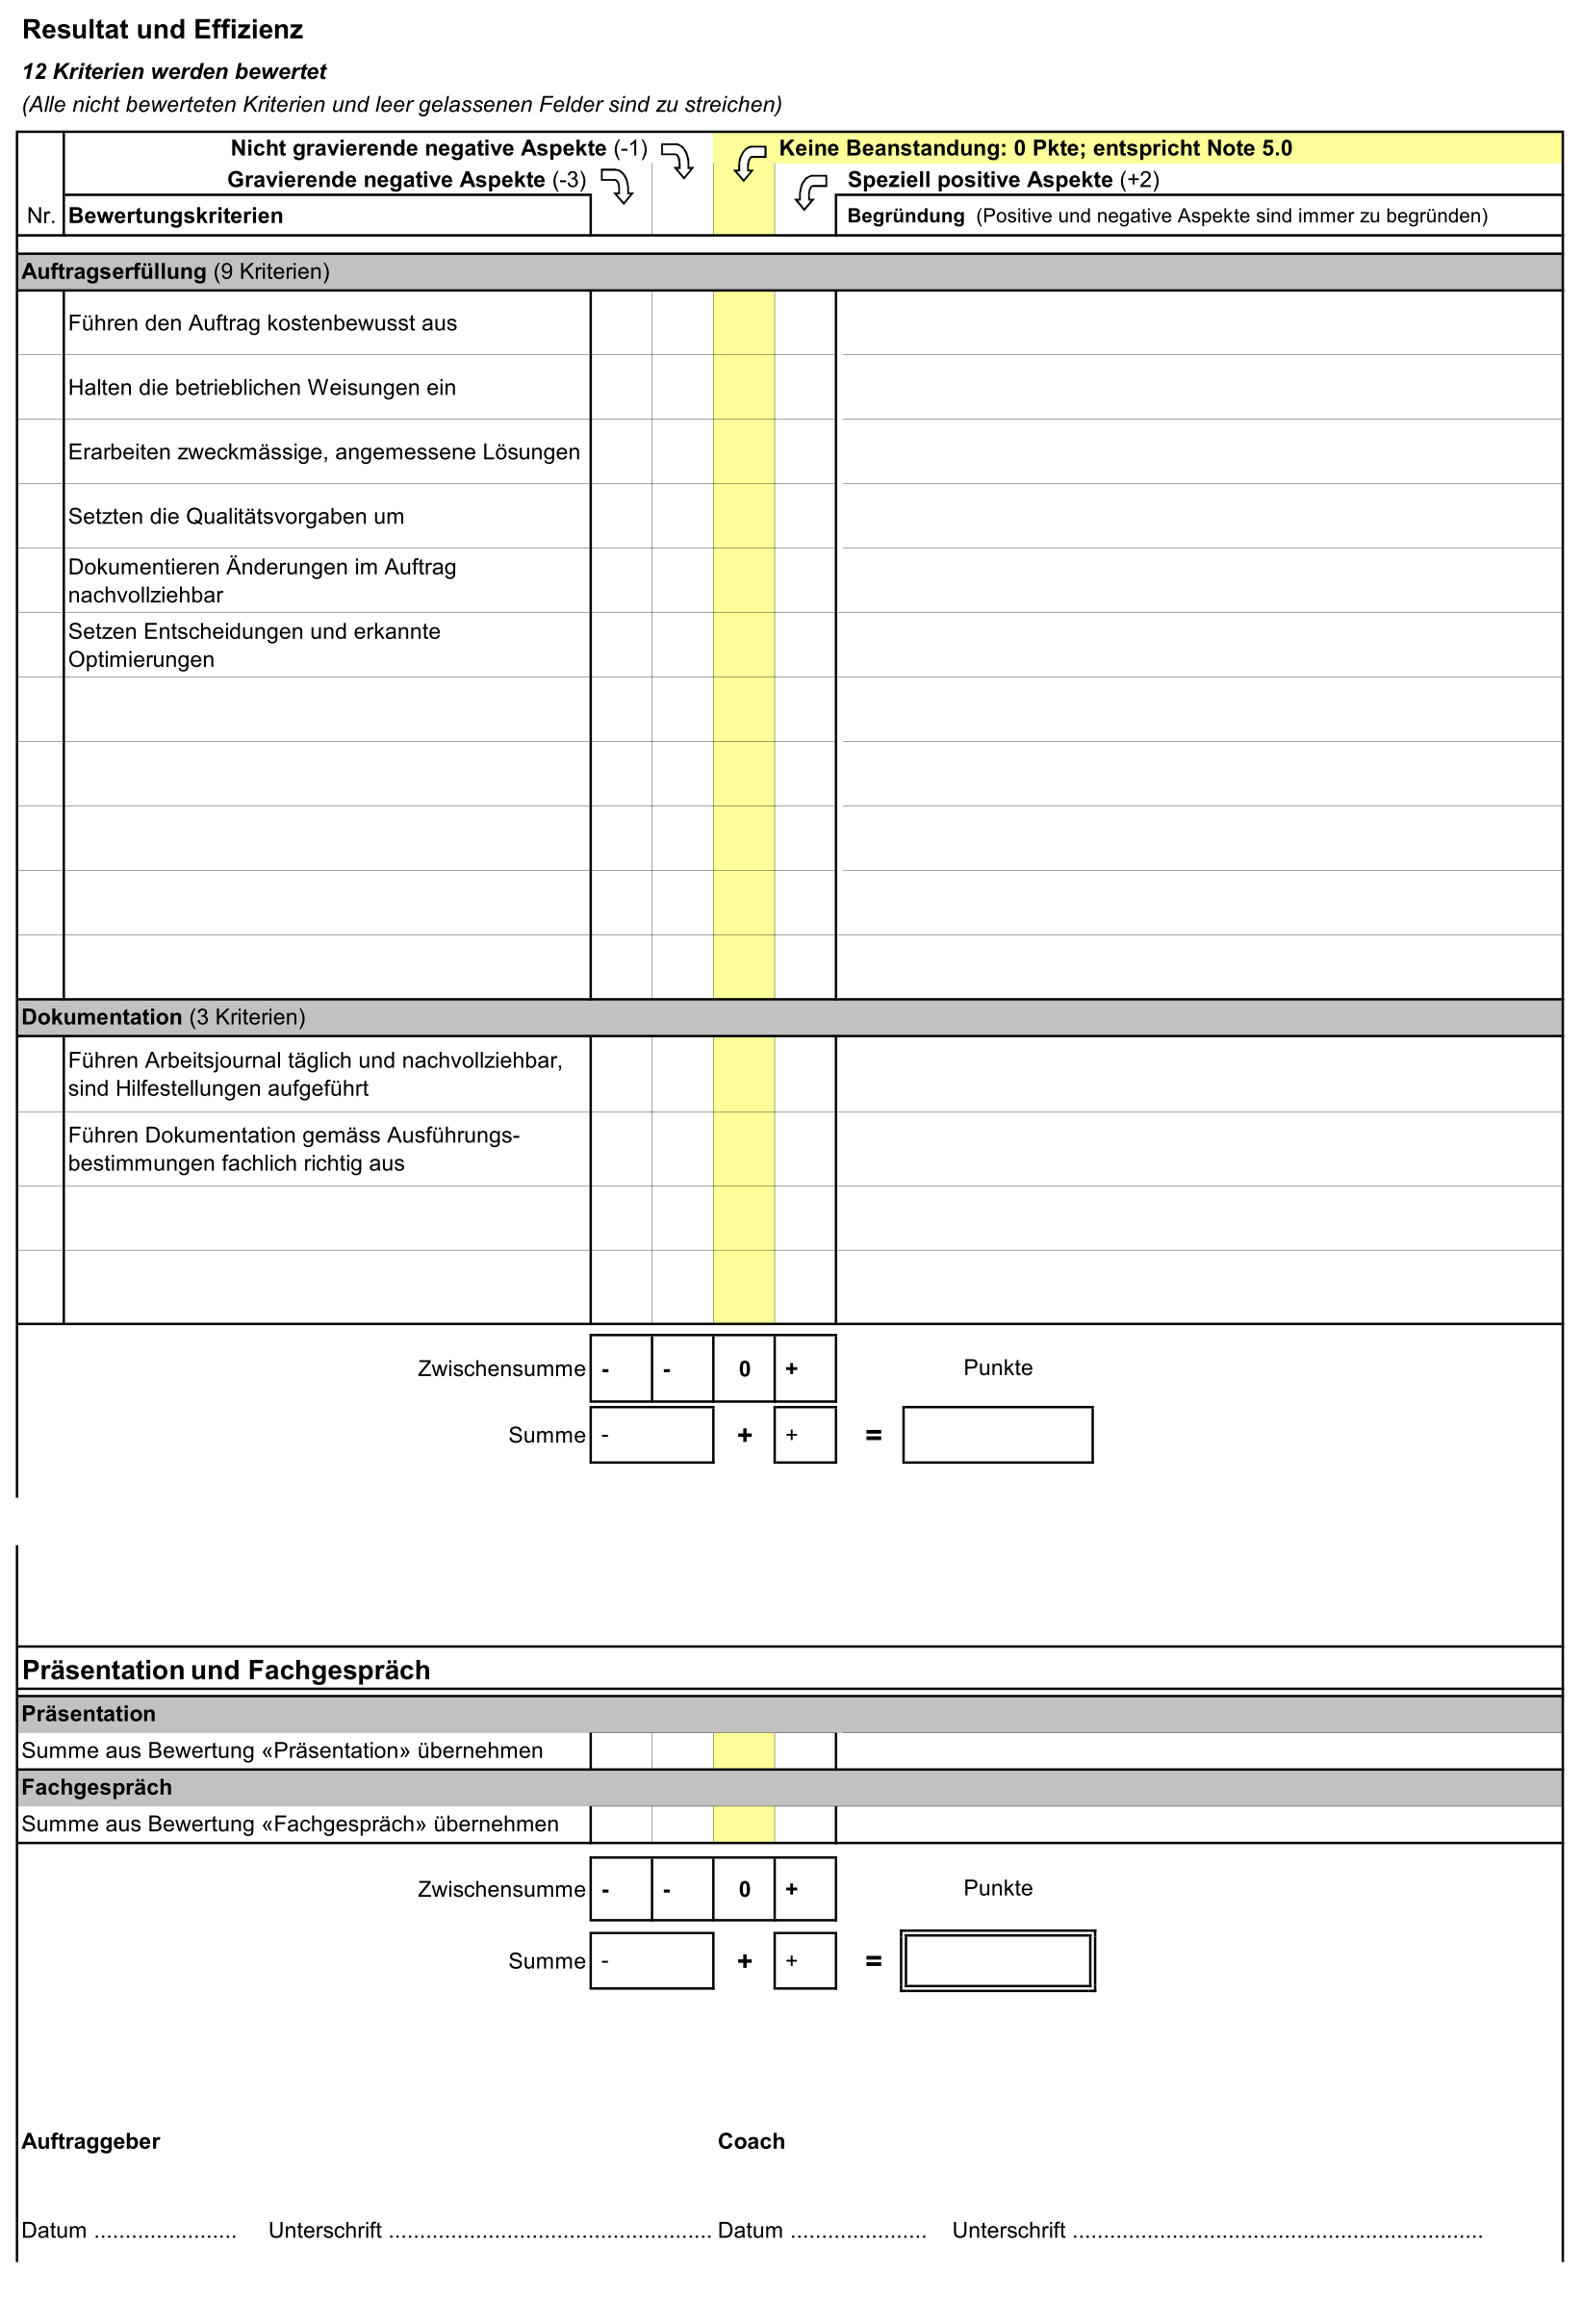 Resultat und Effizienz
12 Kriterien werden bewertet
(Alle nicht bewerteten Kriterien und leer gelassenen Felder sind zu streichen)
Nicht gravierende negative Aspekte (-1)
Keine Beanstandung: 0 Pkte; entspricht Note 5.0
Gravierende negative Aspekte (-3)
Speziell positive Aspekte (+2)
Nr. Bewertungskriterien
Begründung (Positive und negative Aspekte sind immer zu begründen)
Auftragserfüllung (9 Kriterien)
Führen den Auftrag kostenbewusst aus
Halten die betrieblichen Weisungen ein
Erarbeiten zweckmässige, angemessene Lösungen
Setzten die Qualitätsvorgaben um
Dokumentieren Änderungen im Auftrag
nachvollziehbar
Setzen Entscheidungen und erkannte
Optimierungen
Dokumentation (3 Kriterien)
Führen Arbeitsjournal täglich und nachvollziehbar,
sind Hilfestellungen aufgeführt
Führen Dokumentation gemäss Ausführungs-
bestimmungen fachlich richtig aus
Zwischensumme - - 0 + Punkte
Summe - + + =
Präsentation und Fachgespräch
Präsentation
Summe aus Bewertung «Präsentation» übernehmen
Fachgespräch
Summe aus Bewertung «Fachgespräch» übernehmen
Zwischensumme - - 0 + Punkte
Summe - + + =
Auftraggeber Coach
Datum ....................... Unterschrift .................................................... Datum ...................... Unterschrift ..................................................................